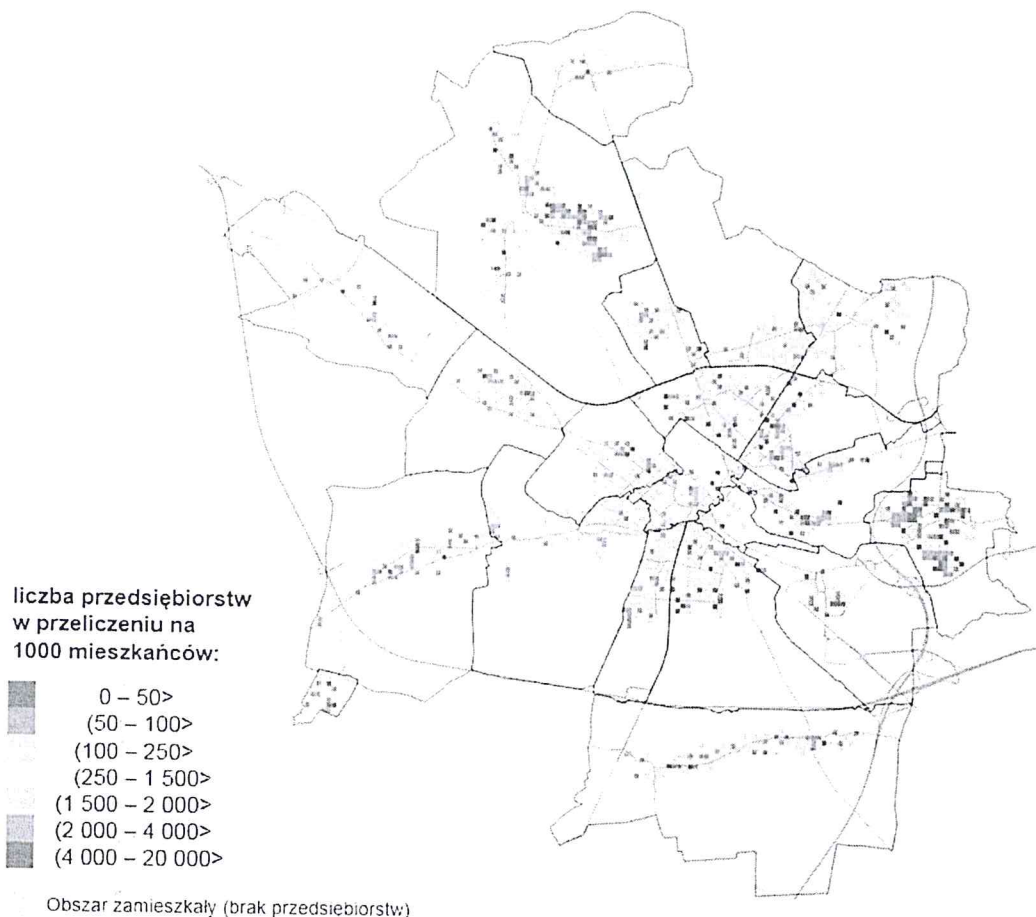 liczba przedsiębiorstw
w przeliczeniu na
1000 mieszkańców:
0 – 50>
(50 – 100>
(100 – 250>
(250 – 1 500>
(1 500 – 2 000>
(2 000 – 4 000>
(4 000 – 20 000>
Obszar zamieszkały (brak przedsiębiorstw)